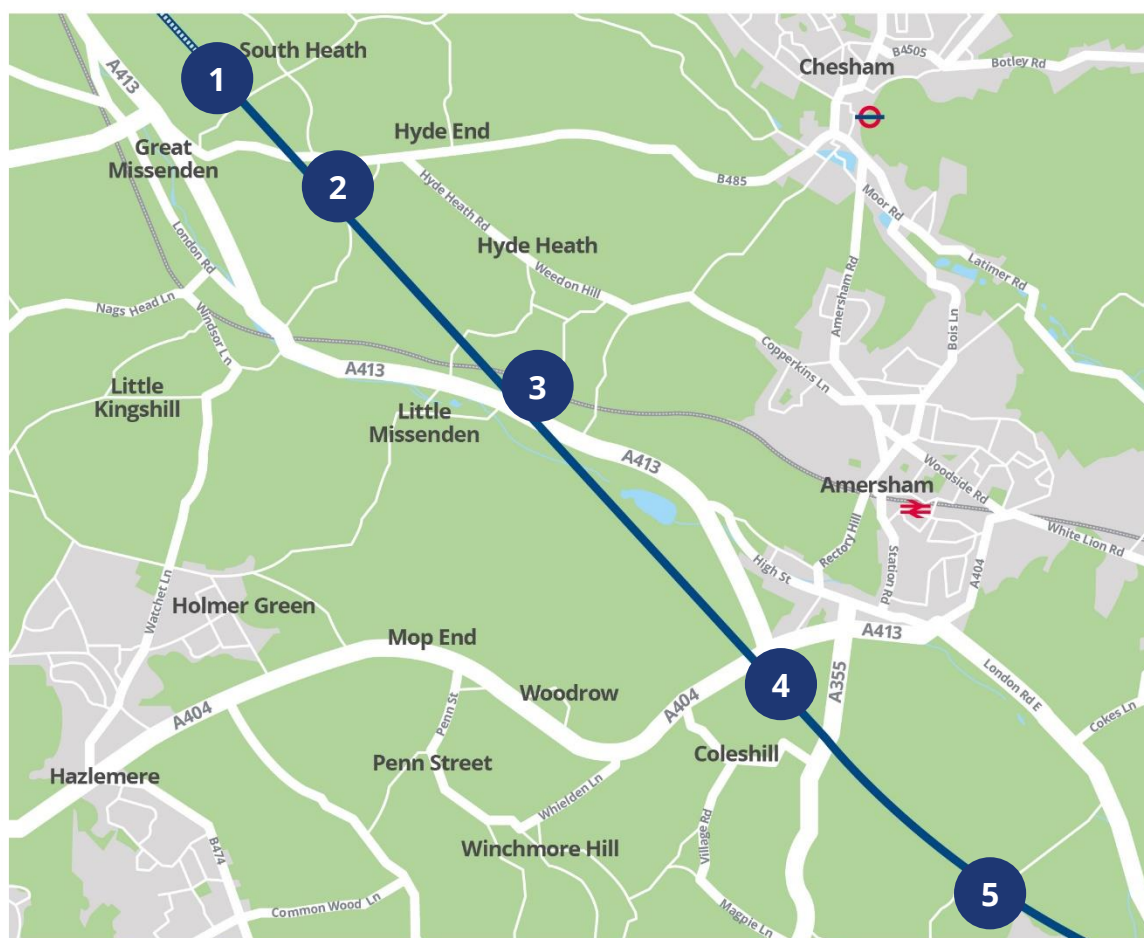 South Heath
1
A413
Chesham
B4505
Botley Rd
Great
Missenden
Hyde End
2
B485
Hyde Heath Rd
Moor Rd
London Rd
Hyde Heath
Weedon Hill
Latimer Rd
Nags Head Ln
Windsor Ln
Amersham Rd
Bois Ln
A413
Copperkins Ln
Little
Kingshill
3
Little
Missenden
A413
Amersham
Woodside Rd
White Lion Rd
Rectory Hill
High St
Station Rd
A404
Watchet Ln
Holmer Green
Mop End
A413
4
A355
London Rd E
Woodrow
Penn St
A404
A404
Cokes Ln
Hazlemere
Penn Street
Coleshill
Whielden Ln
Village Rd
B474
Winchmore Hill
5
Common Wood Ln
Magpie Ln